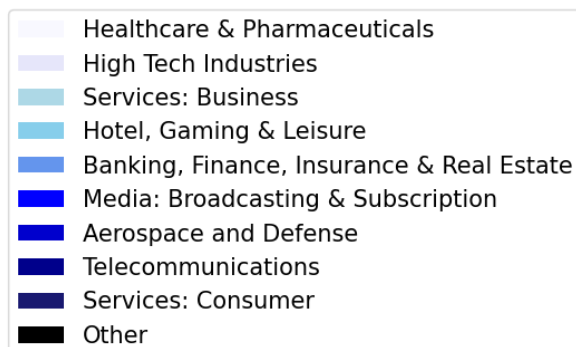 Healthcare & Pharmaceuticals
High Tech Industries
Services: Business
Hotel, Gaming & Leisure
Banking, Finance, Insurance & Real Estate
Media: Broadcasting & Subscription
Aerospace and Defense
Telecommunications
Services: Consumer
Other